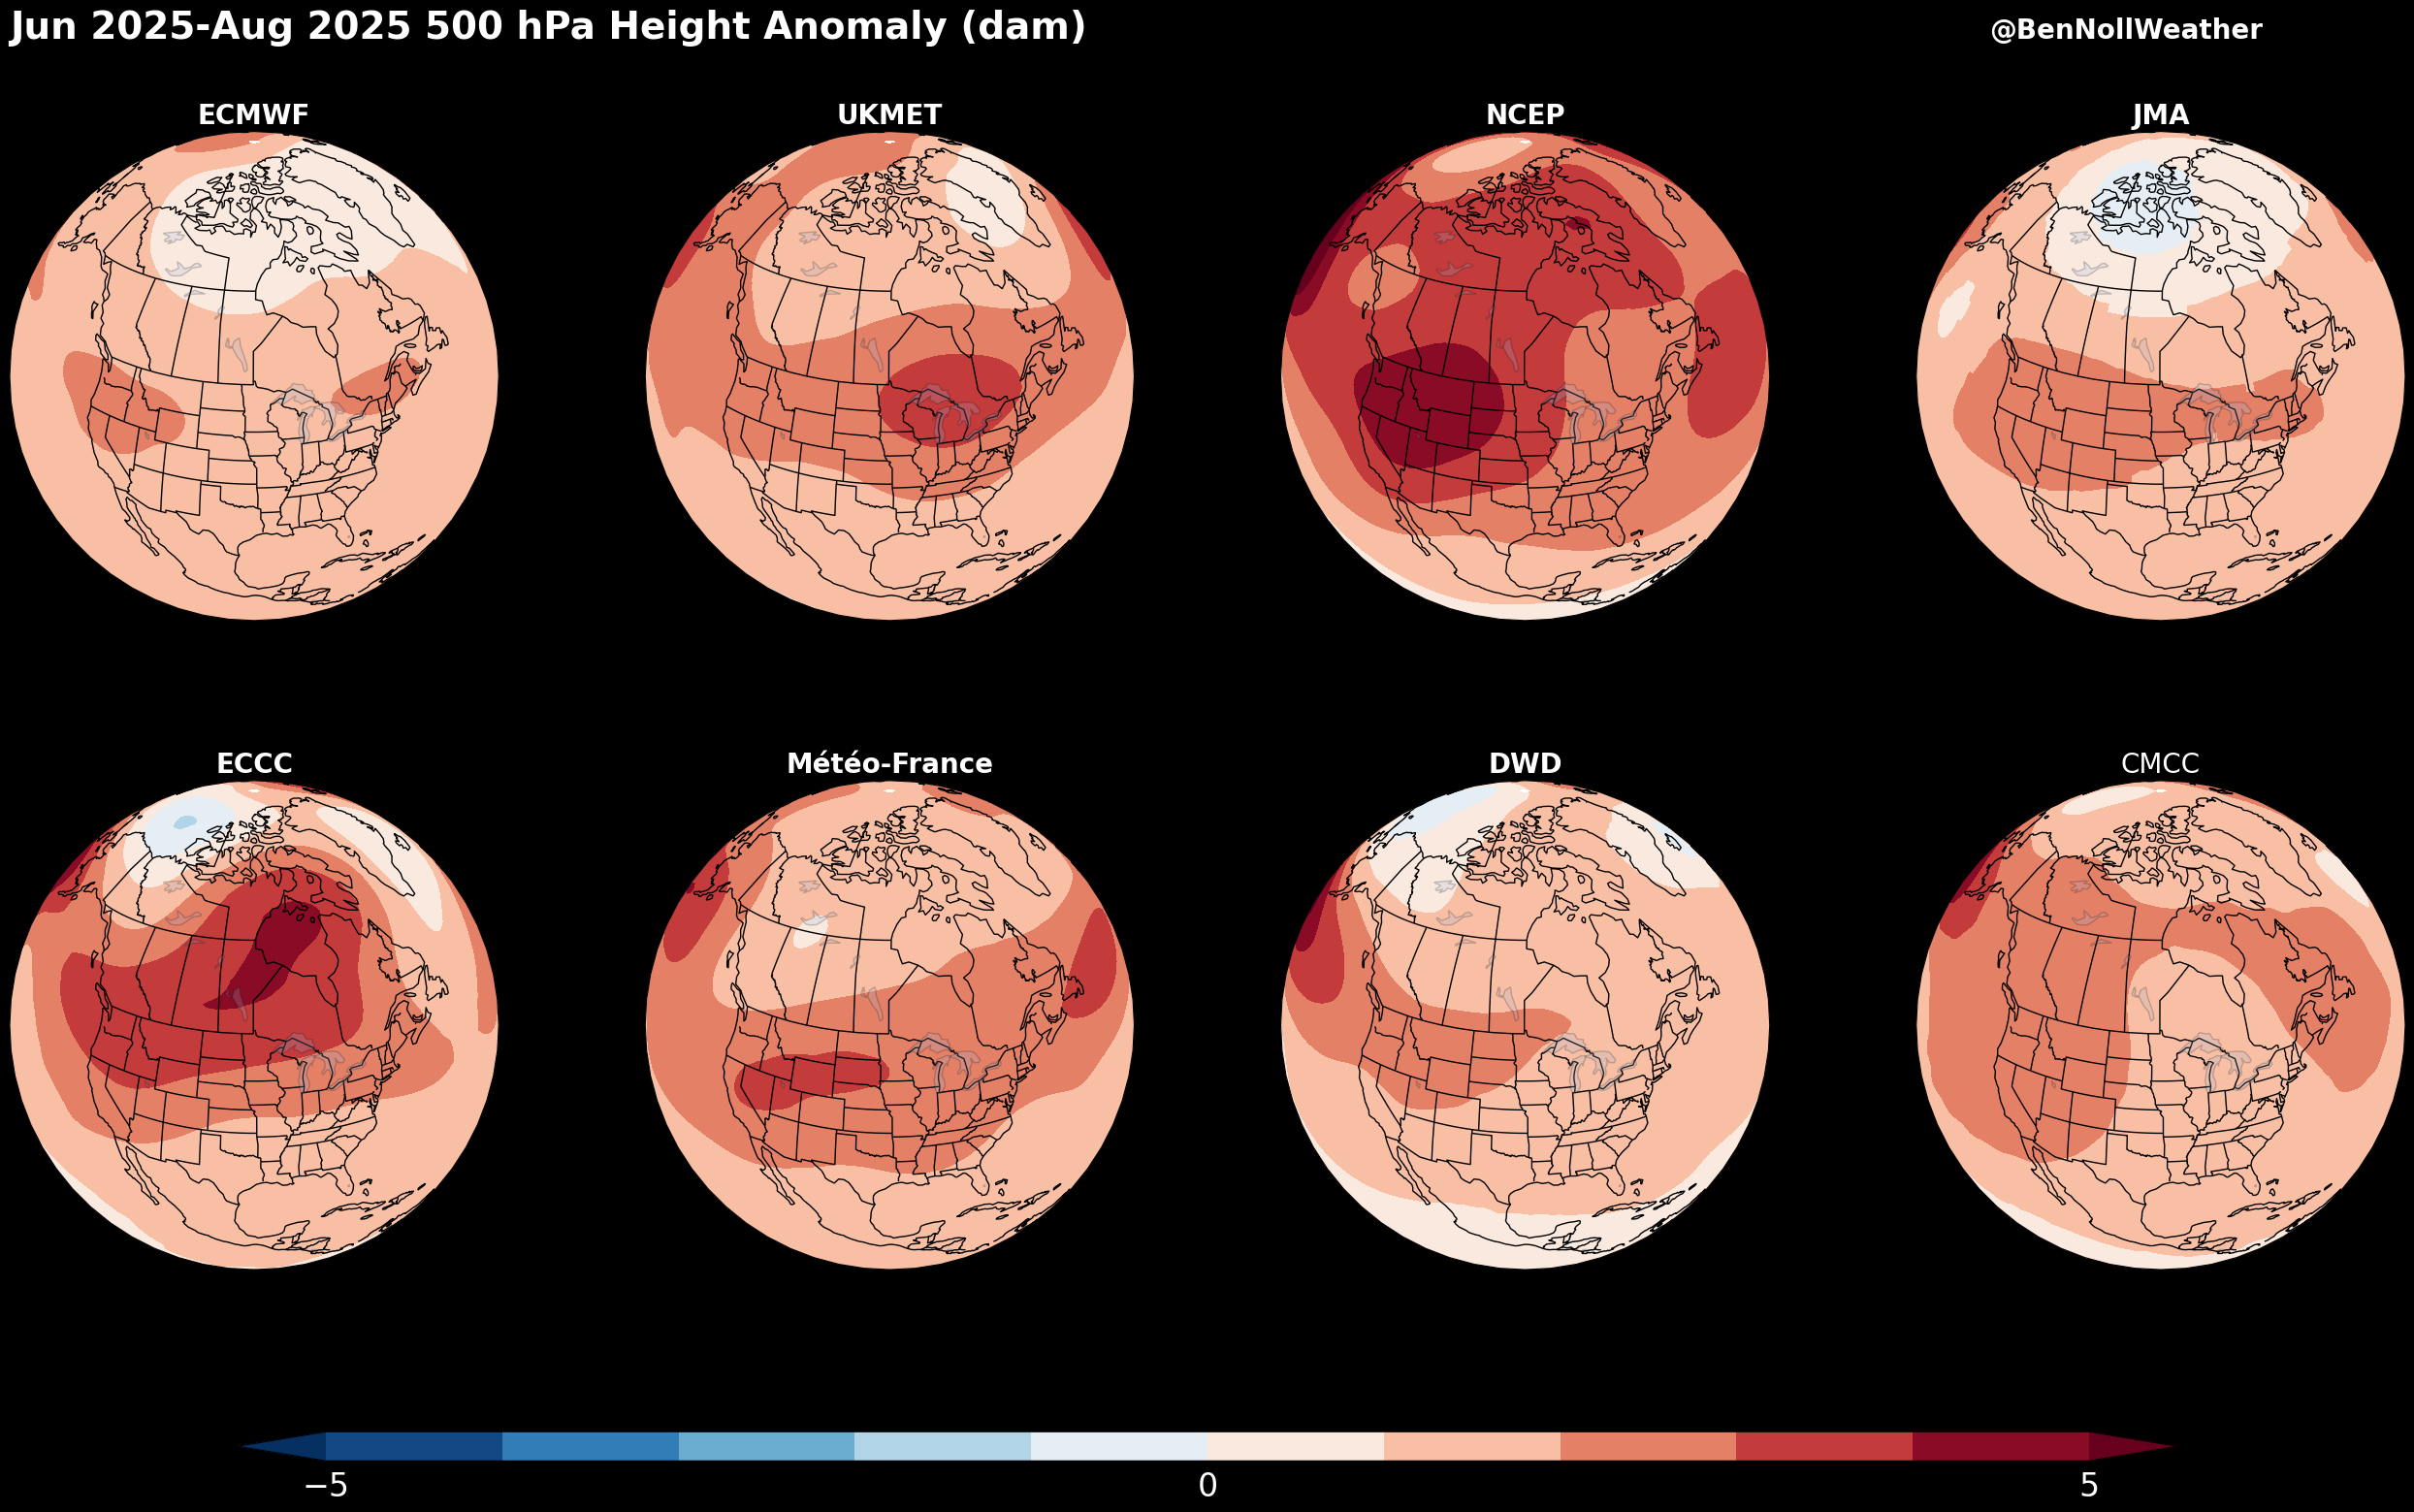 Jun 2025-Aug 2025 500 hPa Height Anomaly (dam)
@BenNollWeather
ECMWF
UKMET
NCEP
JMA
ECCC
Météo-France
DWD
CMCC
−5
0
5